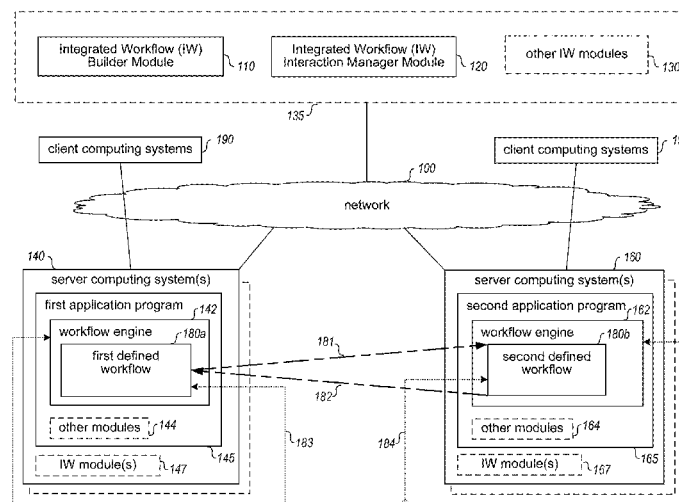 Integrated Workflow (IW)
Builder Module
110
Integrated Workflow (IW)
Interaction Manager Module
120
other IW modules
130
135
client computing systems
190
client computing systems
100
network
140
server computing system(s)
first application program
142
workflow engine
180a
first defined
workflow
other modules
144
145
IW module(s)
147
160
server computing system(s)
second application program
162
workflow engine
180b
second defined
workflow
other modules
164
165
IW module(s)
167
181
182
183
184